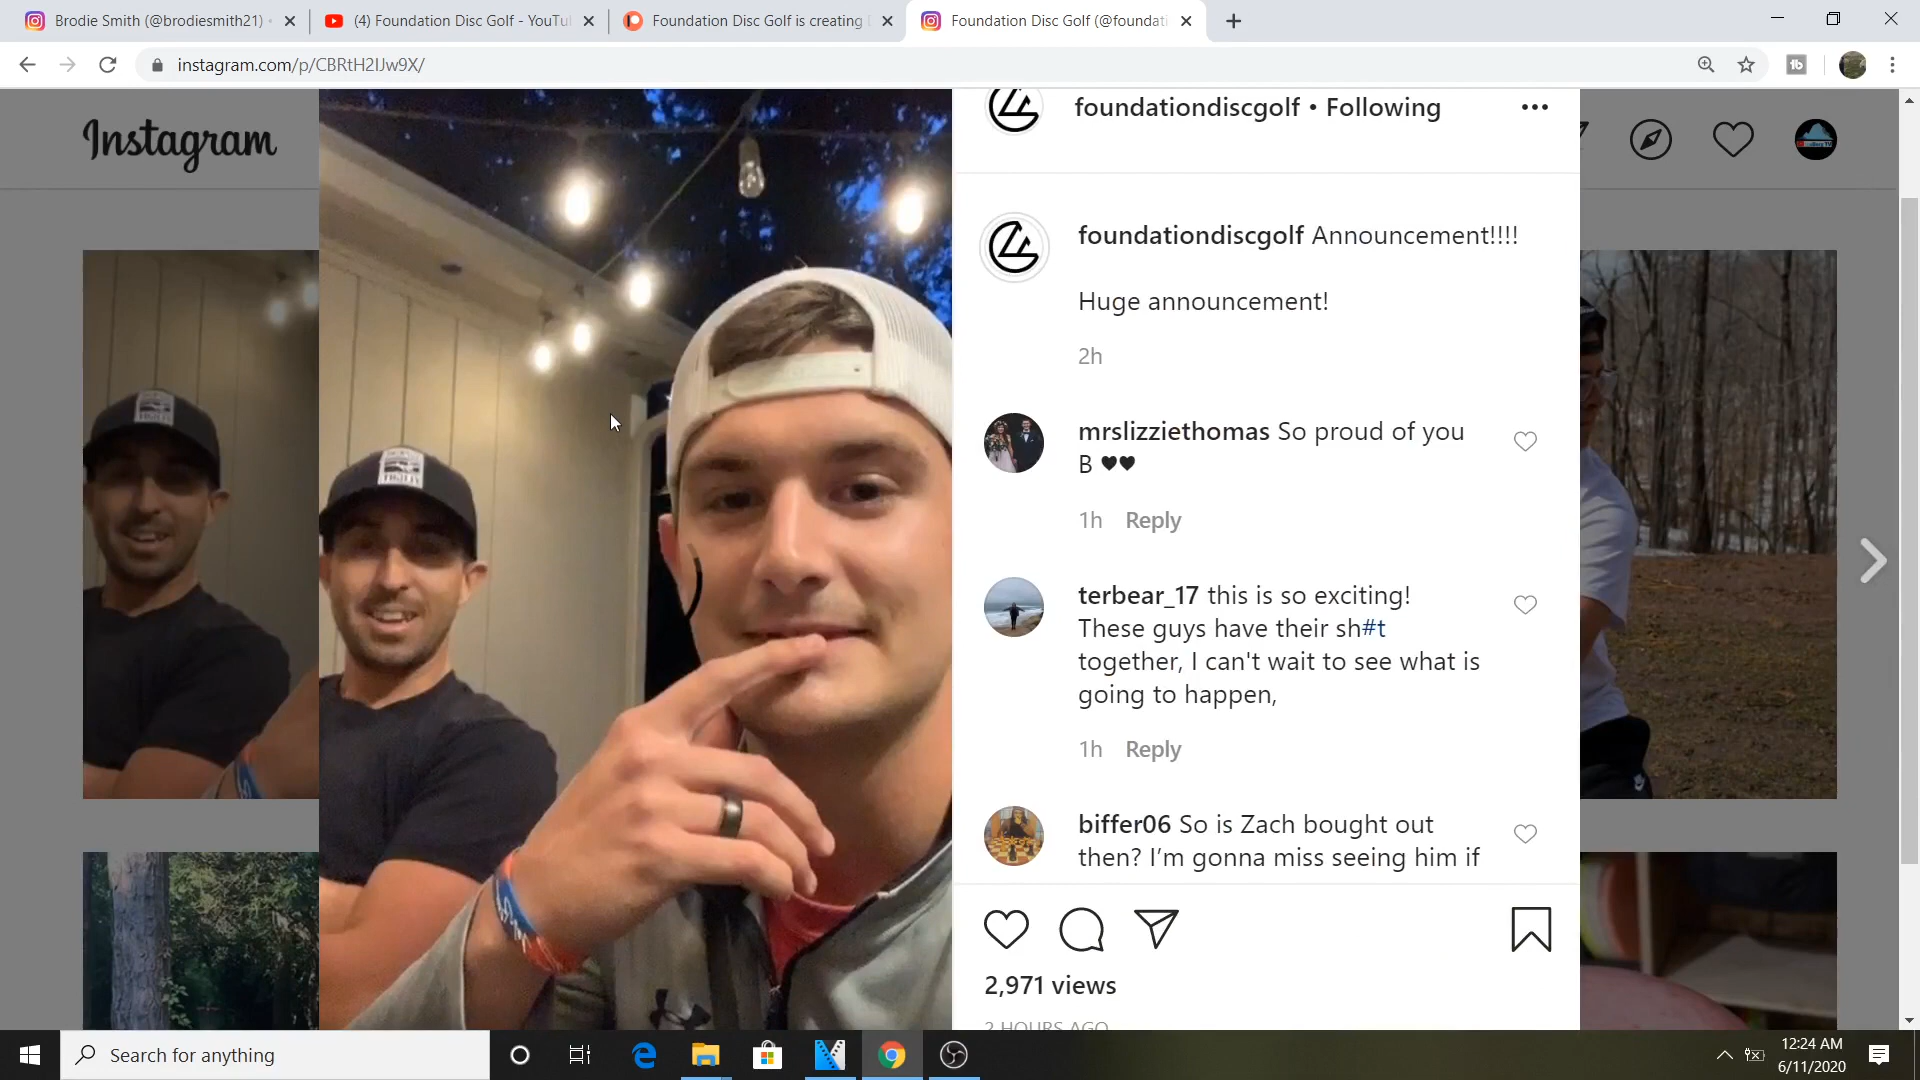 Brodie Smith (@brodiesmith21) •
(4) Foundation Disc Golf - YouTu
Foundation Disc Golf is creating
Foundation Disc Golf (@foundati
instagram.com/p/CBRtH2IJw9X/
Instagram
foundationdiscgolf • Following
foundationdiscgolf Announcement!!!!
Huge announcement!
2h
mrslizziethomas So proud of you
B ♥♥
1h Reply
terbear_17 this is so exciting!
These guys have their sh#t
together, I can't wait to see what is
going to happen,
1h Reply
biffer06 So is Zach bought out
then? I’m gonna miss seeing him if
2,971 views
2 HOURS AGO
Search for anything
12:24 AM
6/11/2020